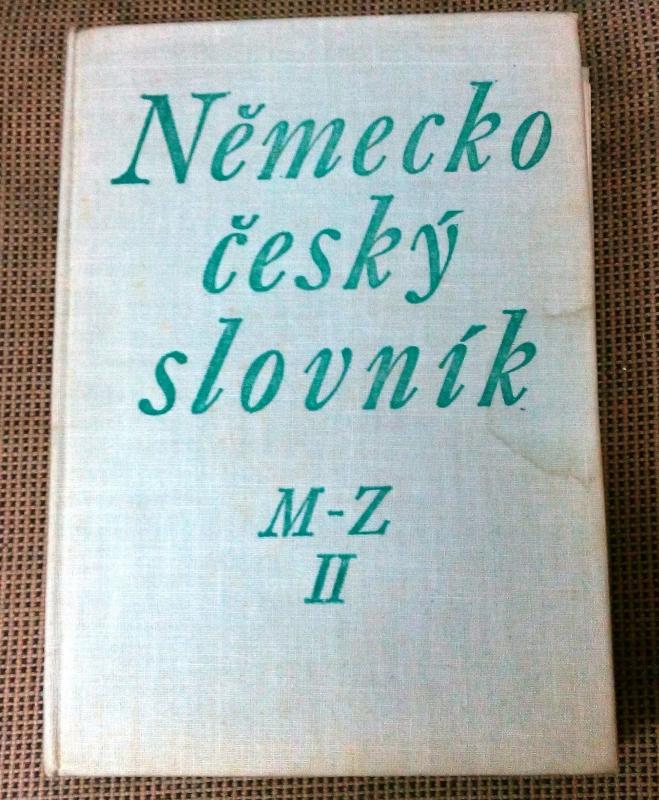 Německo
český
slovník
M-Z
II